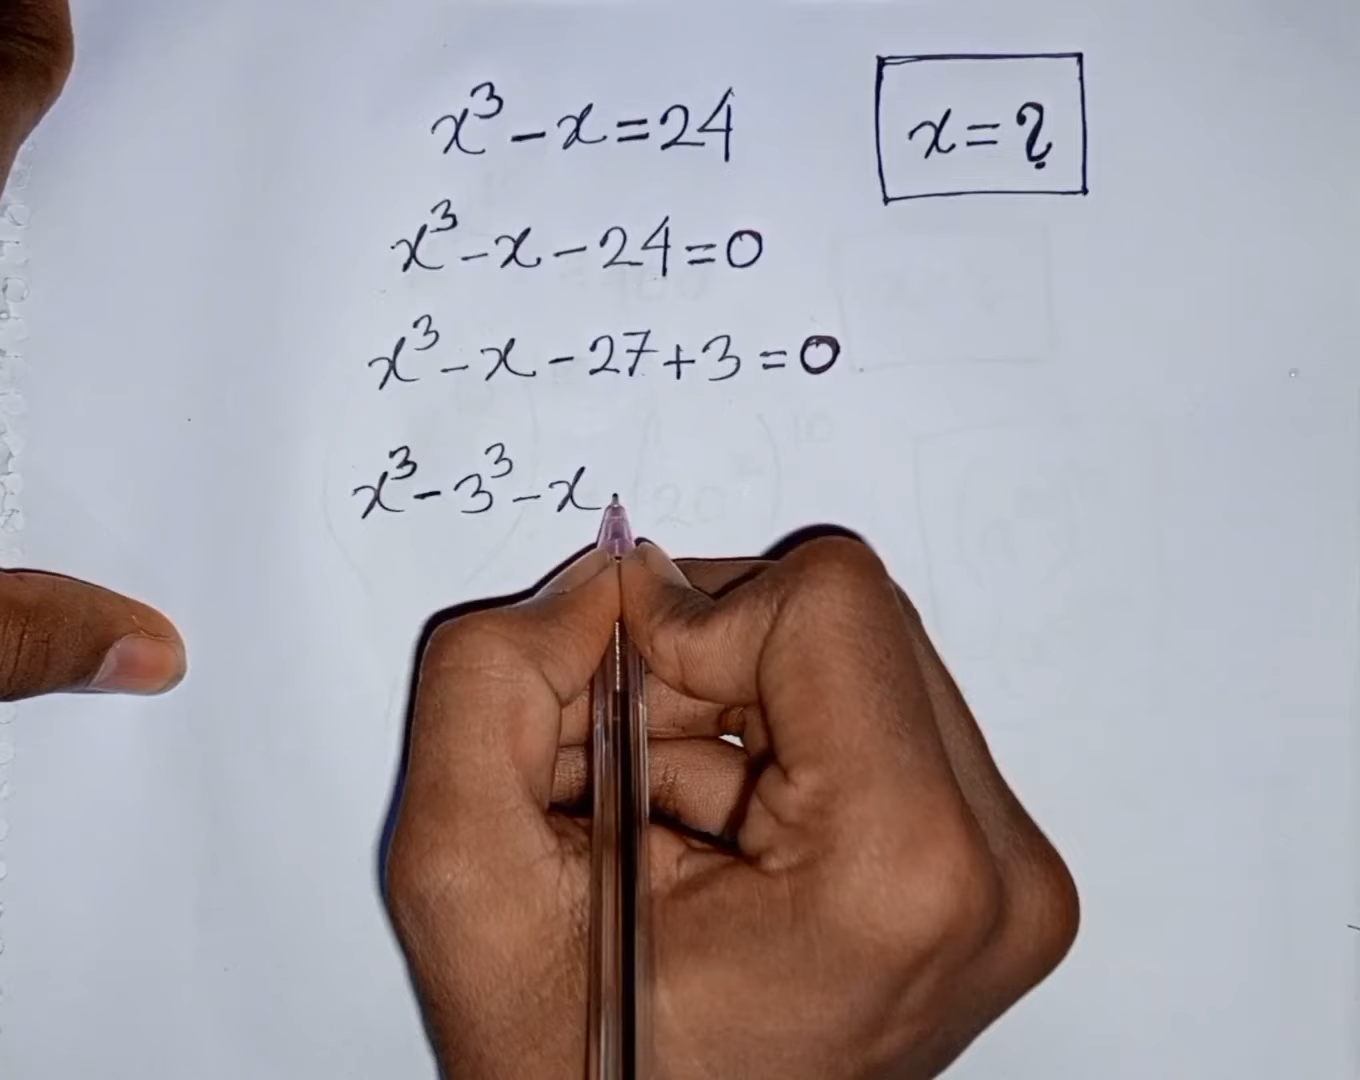 x³ - x = 24
x = ?
x³ - x - 24 = 0
x³ - x - 27 + 3 = 0
x³ - 3³ - x